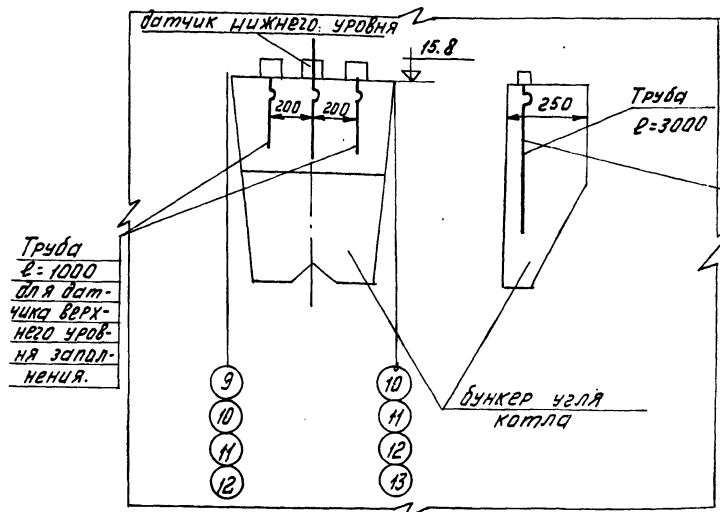 датчик нижнего уровня
15.8
200
200
250
Труба
ℓ=3000
Труба
ℓ=1000
для дат-
чика верх-
него уров-
ня запол-
нения.
9
10
10
11
11
12
12
13
бункер угля
котла